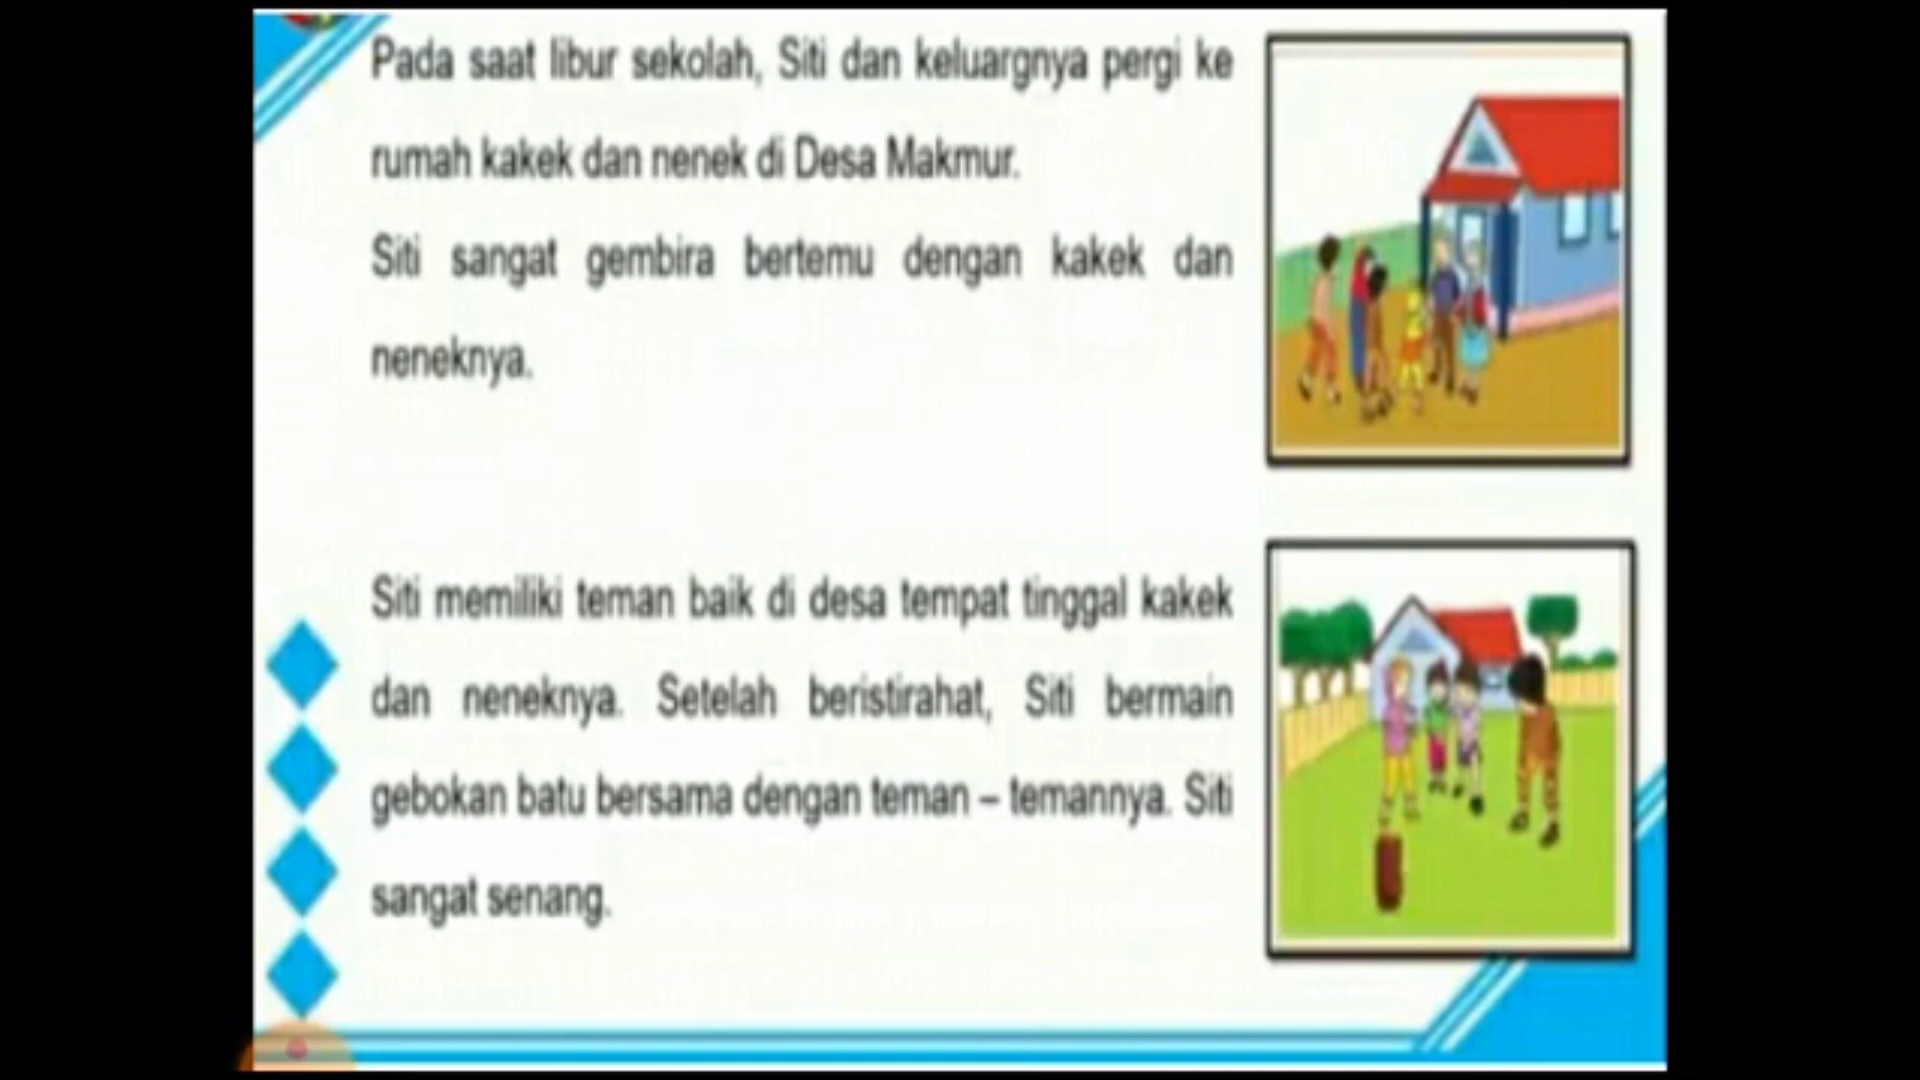 Pada saat libur sekolah, Siti dan keluargnya pergi ke
rumah kakek dan nenek di Desa Makmur.
Siti sangat gembira bertemu dengan kakek dan
neneknya.
Siti memiliki teman baik di desa tempat tinggal kakek
dan neneknya. Setelah beristirahat, Siti bermain
gebokan batu bersama dengan teman – temannya. Siti
sangat senang.